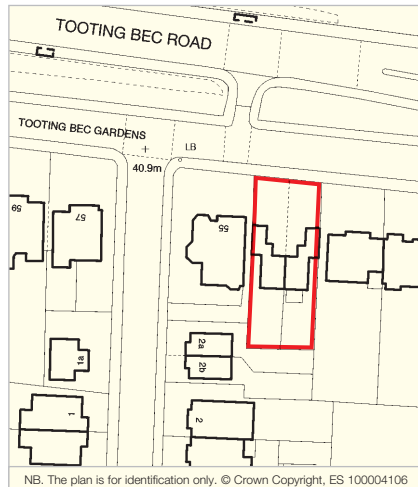 TOOTING BEC ROAD
TOOTING BEC GARDENS
LB
40.9m
59
57
55
1a
2a
2b
1
2
NB. The plan is for identification only. © Crown Copyright, ES 100004106